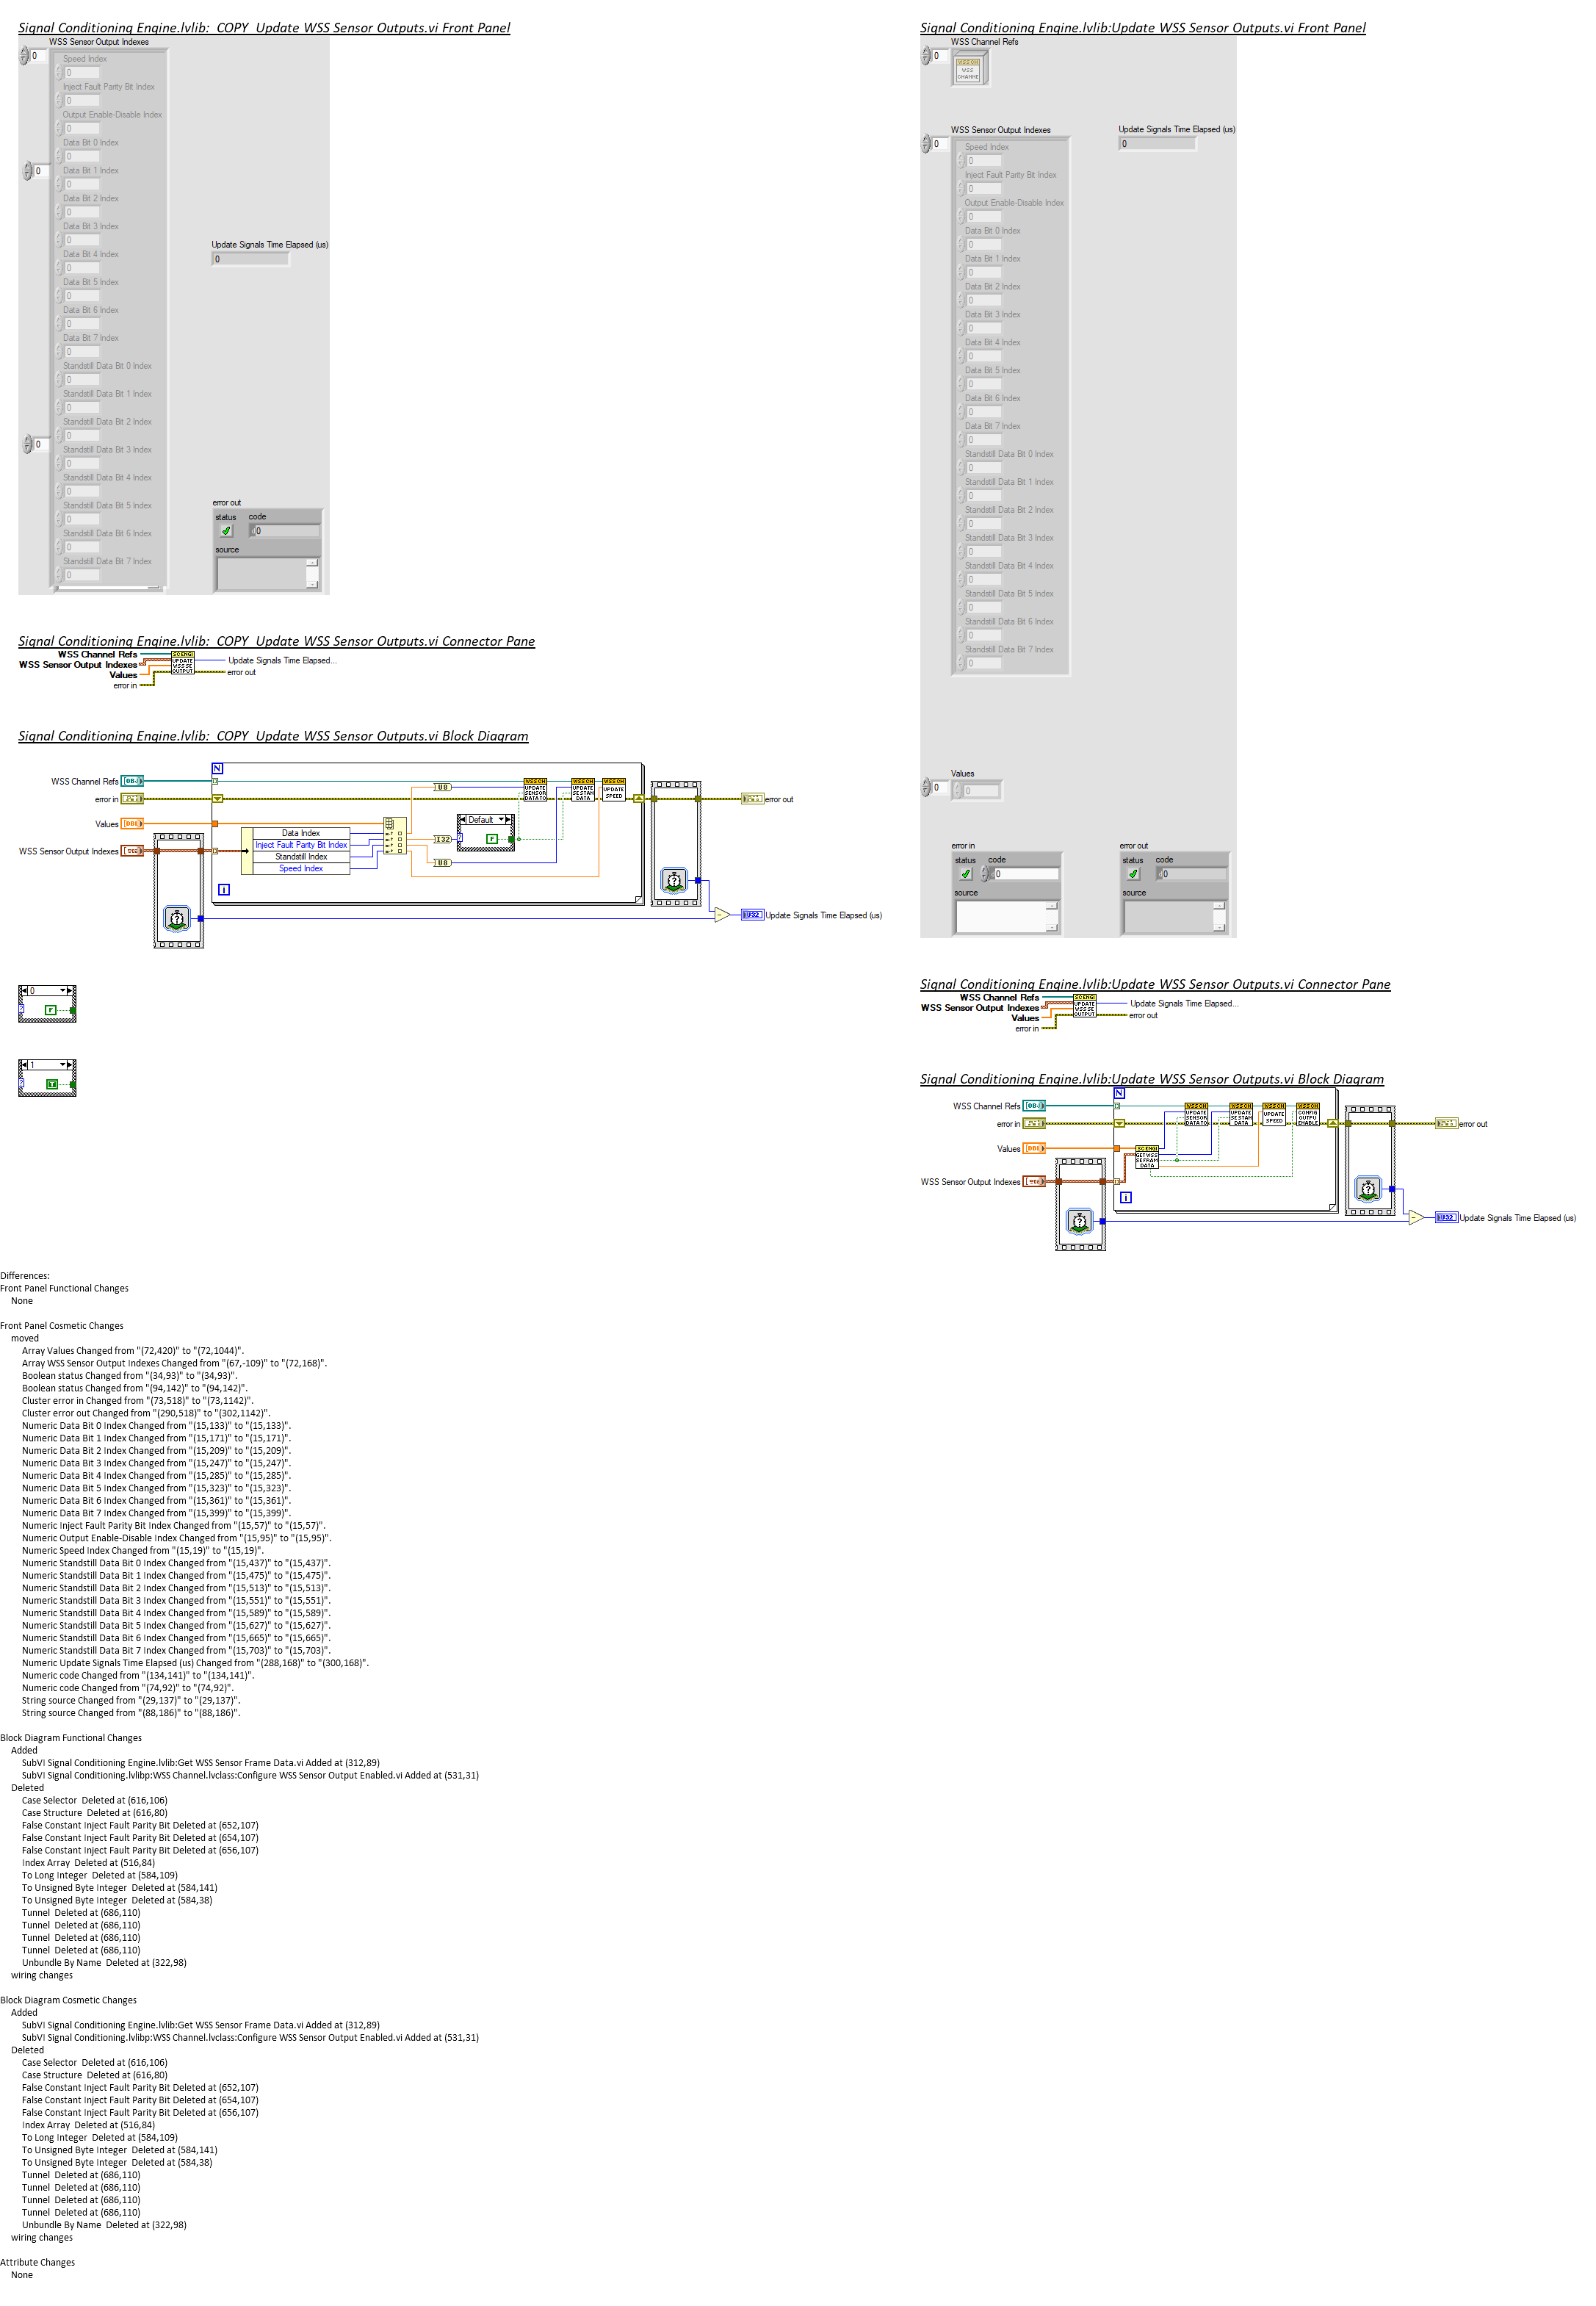 Signal Conditioning Engine.lvlib:  COPY  Update WSS Sensor Outputs.vi Front Panel
WSS Sensor Output Indexes
0
Speed Index
0
Inject Fault Parity Bit Index
0
Output Enable-Disable Index
0
Data Bit 0 Index
0
Data Bit 1 Index
0
0
Data Bit 2 Index
0
Data Bit 3 Index
0
Update Signals Time Elapsed (us)
0
Data Bit 4 Index
0
Data Bit 5 Index
0
Data Bit 6 Index
0
Data Bit 7 Index
0
Standstill Data Bit 0 Index
0
Standstill Data Bit 1 Index
0
Standstill Data Bit 2 Index
0
0
Standstill Data Bit 3 Index
0
Standstill Data Bit 4 Index
0
Standstill Data Bit 5 Index
0
Standstill Data Bit 6 Index
0
Standstill Data Bit 7 Index
0
error out
status code
0
source
Signal Conditioning Engine.lvlib:  COPY  Update WSS Sensor Outputs.vi Connector Pane
WSS Channel Refs
WSS Sensor Output Indexes
Values
error in
SCENGI
UPDATE
WSS SE
OUTPUT
Update Signals Time Elapsed...
error out
Signal Conditioning Engine.lvlib:  COPY  Update WSS Sensor Outputs.vi Block Diagram
N
WSS Channel Refs
OBJ
error in
Values
DBL
WSS Sensor Output Indexes
Data Index
Inject Fault Parity Bit Index
Standstill Index
Speed Index
U8
I32
U8
Default
F
WSS CH
UPDATE
SENSOR
DATA TO
WSS CH
UPDATE
SE STAN
DATA
WSS CH
UPDATE
SPEED
i
error out
U32
Update Signals Time Elapsed (us)
0
F
1
T
Signal Conditioning Engine.lvlib:Update WSS Sensor Outputs.vi Front Panel
WSS Channel Refs
0
WSS CH
WSS
CHANNE
WSS Sensor Output Indexes
Update Signals Time Elapsed (us)
0
0
Speed Index
0
Inject Fault Parity Bit Index
0
Output Enable-Disable Index
0
Data Bit 0 Index
0
Data Bit 1 Index
0
Data Bit 2 Index
0
Data Bit 3 Index
0
Data Bit 4 Index
0
Data Bit 5 Index
0
Data Bit 6 Index
0
Data Bit 7 Index
0
Standstill Data Bit 0 Index
0
Standstill Data Bit 1 Index
0
Standstill Data Bit 2 Index
0
Standstill Data Bit 3 Index
0
Standstill Data Bit 4 Index
0
Standstill Data Bit 5 Index
0
Standstill Data Bit 6 Index
0
Standstill Data Bit 7 Index
0
Values
0
0
error in
status code
0
source
error out
status code
0
source
Signal Conditioning Engine.lvlib:Update WSS Sensor Outputs.vi Connector Pane
WSS Channel Refs
WSS Sensor Output Indexes
Values
error in
SCENGI
UPDATE
WSS SE
OUTPUT
Update Signals Time Elapsed...
error out
Signal Conditioning Engine.lvlib:Update WSS Sensor Outputs.vi Block Diagram
N
WSS Channel Refs
OBJ
error in
Values
DBL
WSS Sensor Output Indexes
SCENGI
GET WSS
SE FRAM
DATA
WSS CH
UPDATE
SENSOR
DATA TO
WSS CH
UPDATE
SE STAN
DATA
WSS CH
UPDATE
SPEED
WSS CH
CONFIG
OUTPU
ENABLE
i
error out
U32
Update Signals Time Elapsed (us)
Differences:
Front Panel Functional Changes
None
Front Panel Cosmetic Changes
moved
Array Values Changed from "(72,420)" to "(72,1044)".
Array WSS Sensor Output Indexes Changed from "(67,-109)" to "(72,168)".
Boolean status Changed from "(34,93)" to "(34,93)".
Boolean status Changed from "(94,142)" to "(94,142)".
Cluster error in Changed from "(73,518)" to "(73,1142)".
Cluster error out Changed from "(290,518)" to "(302,1142)".
Numeric Data Bit 0 Index Changed from "(15,133)" to "(15,133)".
Numeric Data Bit 1 Index Changed from "(15,171)" to "(15,171)".
Numeric Data Bit 2 Index Changed from "(15,209)" to "(15,209)".
Numeric Data Bit 3 Index Changed from "(15,247)" to "(15,247)".
Numeric Data Bit 4 Index Changed from "(15,285)" to "(15,285)".
Numeric Data Bit 5 Index Changed from "(15,323)" to "(15,323)".
Numeric Data Bit 6 Index Changed from "(15,361)" to "(15,361)".
Numeric Data Bit 7 Index Changed from "(15,399)" to "(15,399)".
Numeric Inject Fault Parity Bit Index Changed from "(15,57)" to "(15,57)".
Numeric Output Enable-Disable Index Changed from "(15,95)" to "(15,95)".
Numeric Speed Index Changed from "(15,19)" to "(15,19)".
Numeric Standstill Data Bit 0 Index Changed from "(15,437)" to "(15,437)".
Numeric Standstill Data Bit 1 Index Changed from "(15,475)" to "(15,475)".
Numeric Standstill Data Bit 2 Index Changed from "(15,513)" to "(15,513)".
Numeric Standstill Data Bit 3 Index Changed from "(15,551)" to "(15,551)".
Numeric Standstill Data Bit 4 Index Changed from "(15,589)" to "(15,589)".
Numeric Standstill Data Bit 5 Index Changed from "(15,627)" to "(15,627)".
Numeric Standstill Data Bit 6 Index Changed from "(15,665)" to "(15,665)".
Numeric Standstill Data Bit 7 Index Changed from "(15,703)" to "(15,703)".
Numeric Update Signals Time Elapsed (us) Changed from "(288,168)" to "(300,168)".
Numeric code Changed from "(134,141)" to "(134,141)".
Numeric code Changed from "(74,92)" to "(74,92)".
String source Changed from "(29,137)" to "(29,137)".
String source Changed from "(88,186)" to "(88,186)".
Block Diagram Functional Changes
Added
SubVI Signal Conditioning Engine.lvlib:Get WSS Sensor Frame Data.vi Added at (312,89)
SubVI Signal Conditioning.lvlibp:WSS Channel.lvclass:Configure WSS Sensor Output Enabled.vi Added at (531,31)
Deleted
Case Selector  Deleted at (616,106)
Case Structure  Deleted at (616,80)
False Constant Inject Fault Parity Bit Deleted at (652,107)
False Constant Inject Fault Parity Bit Deleted at (654,107)
False Constant Inject Fault Parity Bit Deleted at (656,107)
Index Array  Deleted at (516,84)
To Long Integer  Deleted at (584,109)
To Unsigned Byte Integer  Deleted at (584,141)
To Unsigned Byte Integer  Deleted at (584,38)
Tunnel  Deleted at (686,110)
Tunnel  Deleted at (686,110)
Tunnel  Deleted at (686,110)
Tunnel  Deleted at (686,110)
Unbundle By Name  Deleted at (322,98)
wiring changes
Block Diagram Cosmetic Changes
Added
SubVI Signal Conditioning Engine.lvlib:Get WSS Sensor Frame Data.vi Added at (312,89)
SubVI Signal Conditioning.lvlibp:WSS Channel.lvclass:Configure WSS Sensor Output Enabled.vi Added at (531,31)
Deleted
Case Selector  Deleted at (616,106)
Case Structure  Deleted at (616,80)
False Constant Inject Fault Parity Bit Deleted at (652,107)
False Constant Inject Fault Parity Bit Deleted at (654,107)
False Constant Inject Fault Parity Bit Deleted at (656,107)
Index Array  Deleted at (516,84)
To Long Integer  Deleted at (584,109)
To Unsigned Byte Integer  Deleted at (584,141)
To Unsigned Byte Integer  Deleted at (584,38)
Tunnel  Deleted at (686,110)
Tunnel  Deleted at (686,110)
Tunnel  Deleted at (686,110)
Tunnel  Deleted at (686,110)
Unbundle By Name  Deleted at (322,98)
wiring changes
Attribute Changes
None